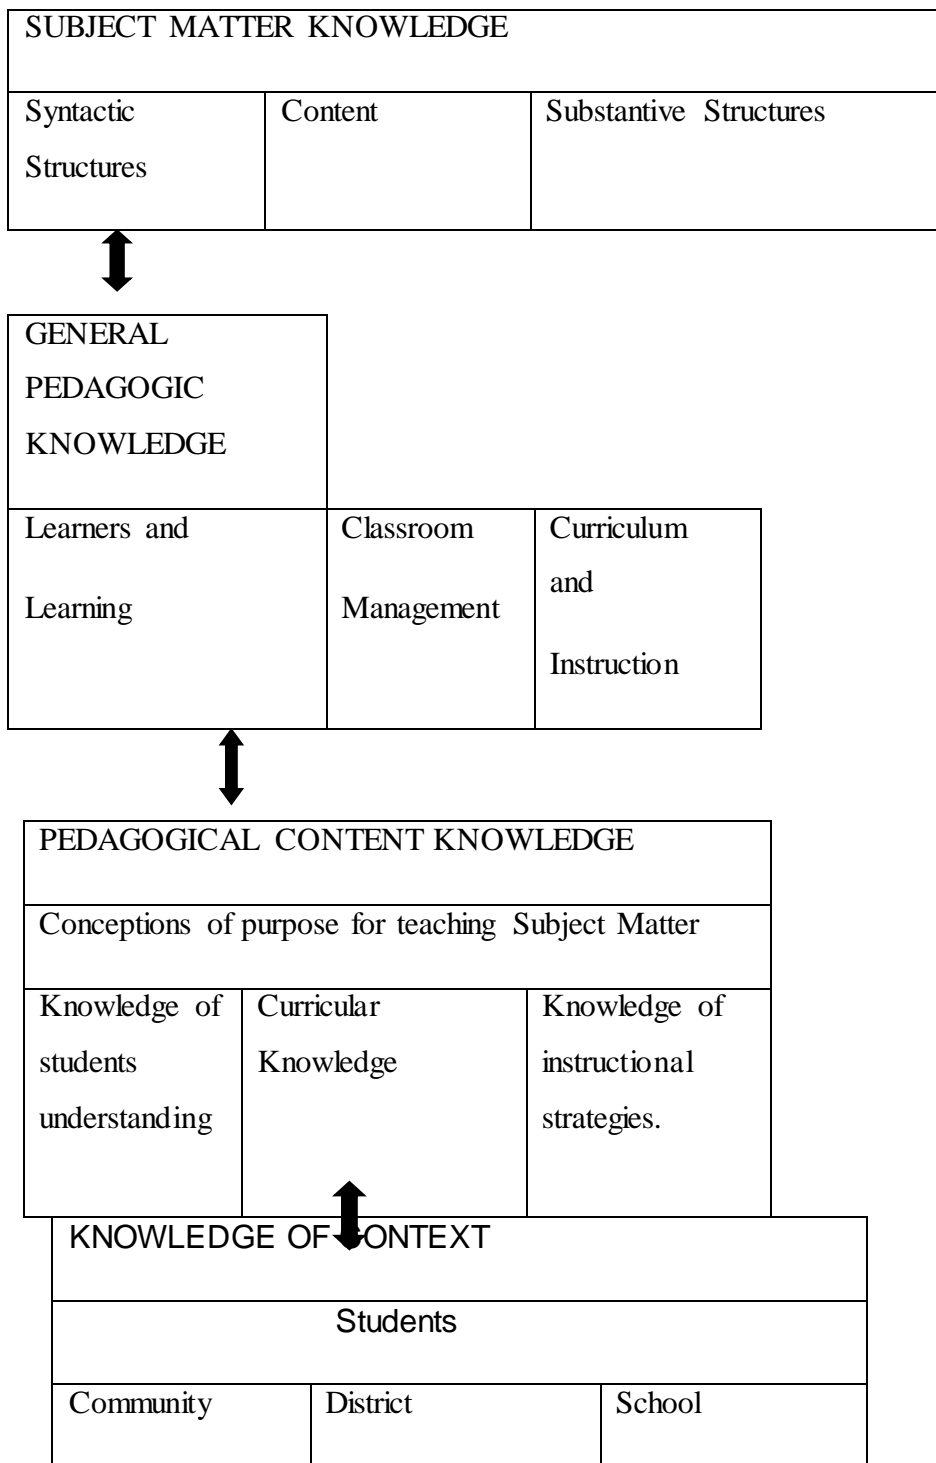 SUBJECT MATTER KNOWLEDGE
Syntactic
Structures
Content
Substantive Structures
GENERAL
PEDAGOGIC
KNOWLEDGE
Learners and
Learning
Classroom
Management
Curriculum
and
Instruction
PEDAGOGICAL CONTENT KNOWLEDGE
Conceptions of purpose for teaching Subject Matter
Knowledge of
students
understanding
Curricular
Knowledge
Knowledge of
instructional
strategies.
KNOWLEDGE OF CONTEXT
Students
Community
District
School